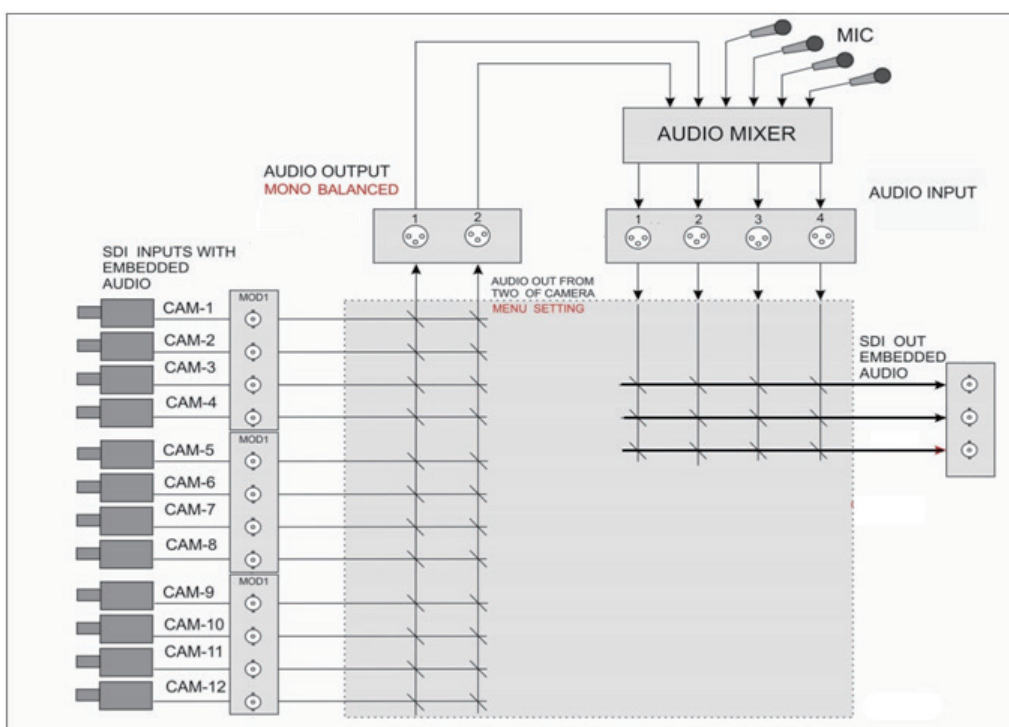 MIC
AUDIO MIXER
AUDIO OUTPUT
MONO BALANCED
AUDIO INPUT
1 2
1 2 3 4
SDI INPUTS WITH
EMBEDDED
AUDIO
AUDIO OUT FROM
TWO OF CAMERA
MENU SETTING
MOD1
CAM-1
CAM-2
CAM-3
CAM-4
SDI OUT
EMBEDDED
AUDIO
MOD1
CAM-5
CAM-6
CAM-7
CAM-8
MOD1
CAM-9
CAM-10
CAM-11
CAM-12